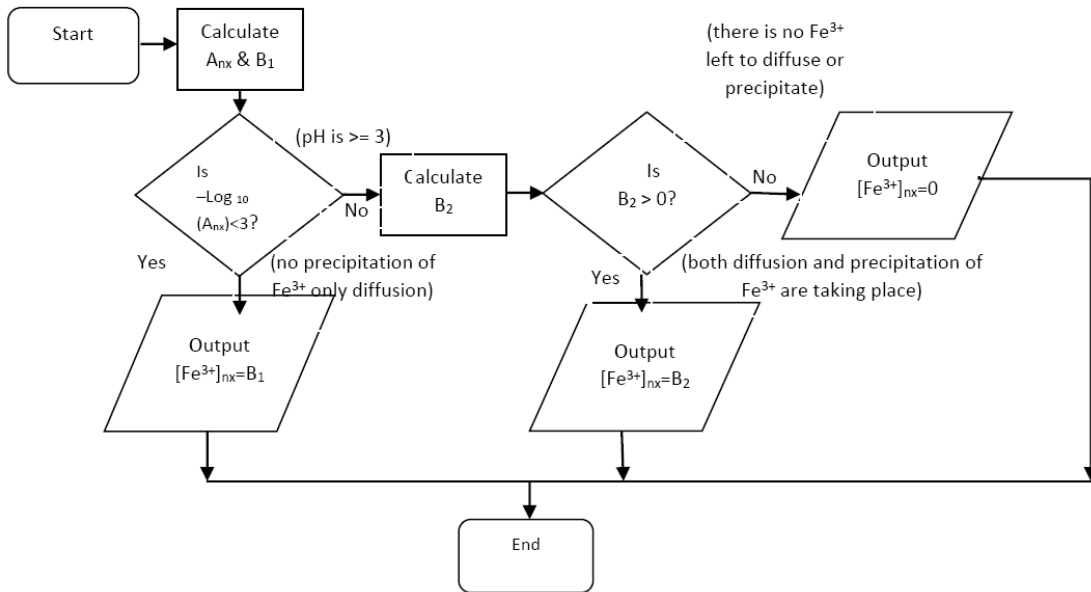 Start
Calculate
Aₙₓ & B₁
(there is no Fe³⁺
left to diffuse or
precipitate)
Is
–Log ₁₀
(Aₙₓ)<3?
(pH is >= 3)
No
Calculate
B₂
Is
B₂ > 0?
No
Output
[Fe³⁺]ₙₓ=0
Yes
(no precipitation of
Fe³⁺ only diffusion)
Yes
(both diffusion and precipitation of
Fe³⁺ are taking place)
Output
[Fe³⁺]ₙₓ=B₁
Output
[Fe³⁺]ₙₓ=B₂
End